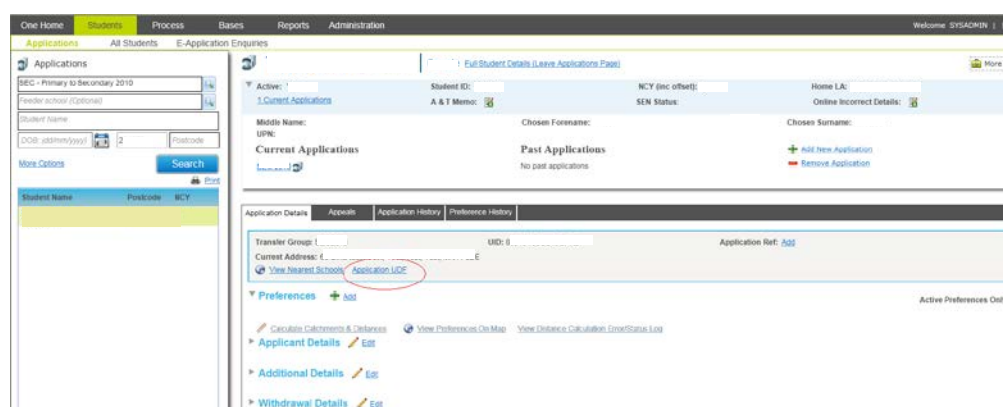 One Home Students Process Bases Reports Administration Welcome SYSADMIN |
Applications All Students E-Application Enquiries
Applications
Full Student Details (Leave Applications Page) More
SEC - Primary to Secondary 2010
Feeder school (Optional)
Student Name
DOB: dd/mm/yyyy 2 Postcode
More Options Search
Print
Student Name Postcode NCY
Active: Student ID: NCY (inc offset): Home LA:
1 Current Applications A & T Memo: SEN Status: Online Incorrect Details:
Middle Name: Chosen Forename: Chosen Surname:
UPN:
Current Applications Past Applications Add New Application
No past applications Remove Application
Application Details Appeals Application History Preference History
Transfer Group: UID: Application Ref: Add
Current Address: E
View Nearest Schools Application UDF
Preferences Add
Active Preferences Onl
Calculate Catchments & Distances View Preferences On Map View Distance Calculation Error/Status Log
Applicant Details Edit
Additional Details Edit
Withdrawal Details Edit